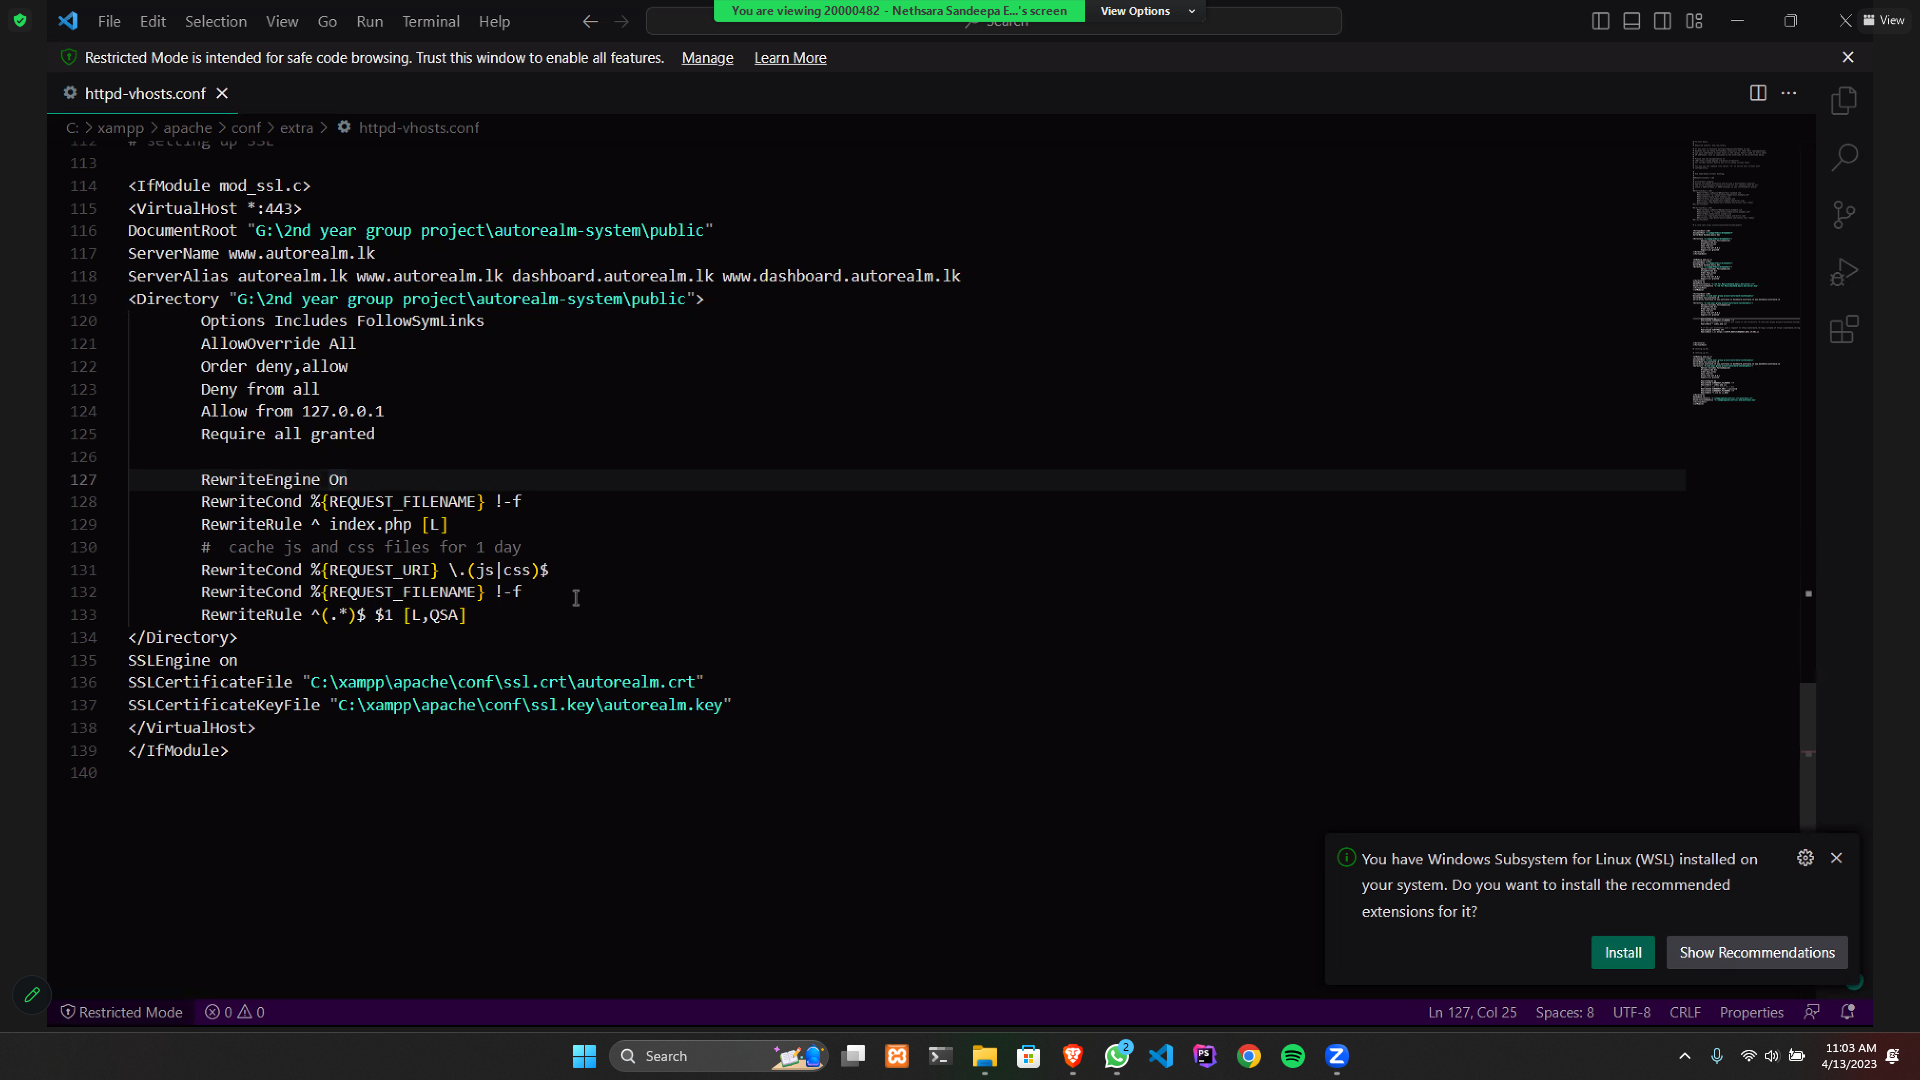 File Edit Selection View Go Run Terminal Help
You are viewing 20000482 - Nethsara Sandeepa E...'s screen
View Options
Search
View
Restricted Mode is intended for safe code browsing. Trust this window to enable all features. Manage Learn More
httpd-vhosts.conf
C: > xampp > apache > conf > extra > httpd-vhosts.conf
112 # setting up SSL
113
114 <IfModule mod_ssl.c>
115 <VirtualHost *:443>
116 DocumentRoot "G:\2nd year group project\autorealm-system\public"
117 ServerName www.autorealm.lk
118 ServerAlias autorealm.lk www.autorealm.lk dashboard.autorealm.lk www.dashboard.autorealm.lk
119 <Directory "G:\2nd year group project\autorealm-system\public">
120 Options Includes FollowSymLinks
121 AllowOverride All
122 Order deny,allow
123 Deny from all
124 Allow from 127.0.0.1
125 Require all granted
126
127 RewriteEngine On
128 RewriteCond %{REQUEST_FILENAME} !-f
129 RewriteRule ^ index.php [L]
130 #  cache js and css files for 1 day
131 RewriteCond %{REQUEST_URI} \.(js|css)$
132 RewriteCond %{REQUEST_FILENAME} !-f
133 RewriteRule ^(.*)$ $1 [L,QSA]
134 </Directory>
135 SSLEngine on
136 SSLCertificateFile "C:\xampp\apache\conf\ssl.crt\autorealm.crt"
137 SSLCertificateKeyFile "C:\xampp\apache\conf\ssl.key\autorealm.key"
138 </VirtualHost>
139 </IfModule>
140
You have Windows Subsystem for Linux (WSL) installed on
your system. Do you want to install the recommended
extensions for it?
Install Show Recommendations
Restricted Mode 0 0 Ln 127, Col 25 Spaces: 8 UTF-8 CRLF Properties
Search
2
PS
Z
11:03 AM
4/13/2023